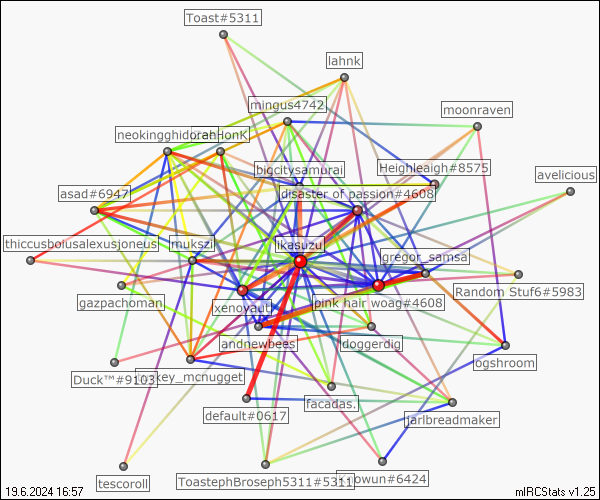 Toast#5311
lahnk
mingus4742
moonraven
neokingghidorah
HonK
bigcitysamurai
Heighleigh#8575
avelicious
asad#6947
disaster of passion#4608
thiccusboiusalexusjoneus
mukszi
ikasuzu
gregor_samsa
gazpachoman
xenoyaut
pink hair woag#4608
Random Stuf6#5983
andnewbees
doggerdig
ogshroom
Duck™#9103
key_mcnugget
facadas.
default#0617
jarlbreadmaker
tescoroll
ToastephBroseph5311#5311
owun#6424
19.6.2024 16:57
mIRCStats v1.25